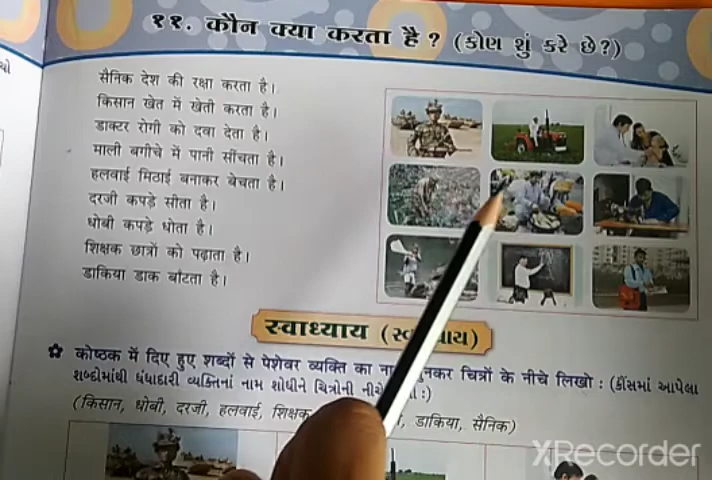 यो
११. कौन क्या करता है ? (કોણ શું કરે છે?)
सैनिक देश की रक्षा करता है।
किसान खेत में खेती करता है।
डाक्टर रोगी को दवा देता है।
माली बगीचे में पानी सींचता है।
हलवाई मिठाई बनाकर बेचता है।
दरजी कपड़े सीता है।
धोबी कपड़े धोता है।
शिक्षक छात्रों को पढ़ाता है।
डाकिया डाक बाँटता है।
स्वाध्याय
कोष्ठक में दिए हुए शब्दों से पेशेवर व्यक्ति का चित्रों के नीचे लिखो : (કૌંસમાં આપેલા
શબ્દોમાંથી ધંધાદારી વ્યક્તિનાં નામ શોધીને ચિત્રોની
(किसान, धोबी, दरजी, हलवाई, शिक्षक डाकिया, सैनिक)
XRecorder